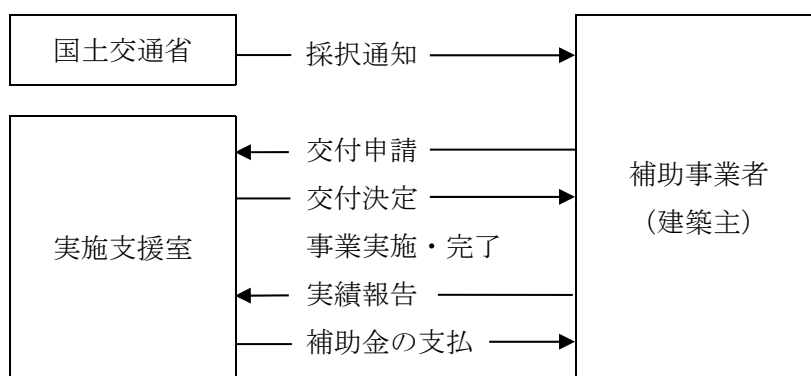 国土交通省
採択通知
交付申請
交付決定
事業実施・完了
実績報告
補助金の支払
実施支援室
補助事業者
（建築主）